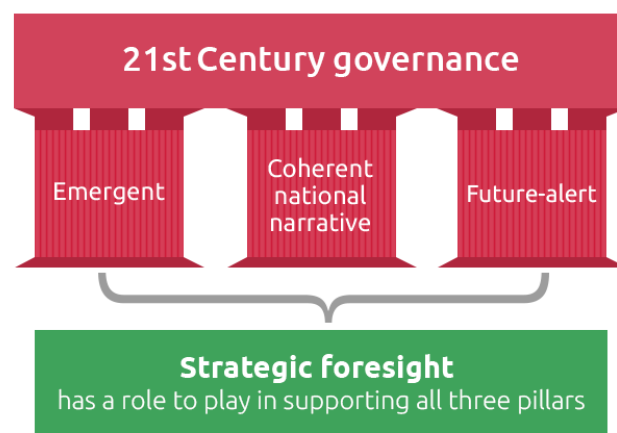 21st Century governance
Emergent
Coherent
national
narrative
Future-alert
Strategic foresight
has a role to play in supporting all three pillars